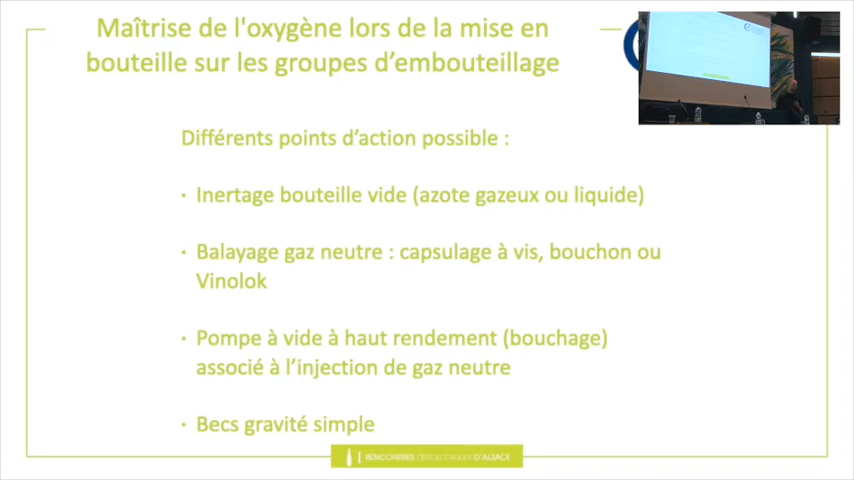 Maîtrise de l'oxygène lors de la mise en
bouteille sur les groupes d’embouteillage
Différents points d’action possible :
• Inertage bouteille vide (azote gazeux ou liquide)
• Balayage gaz neutre : capsulage à vis, bouchon ou
Vinolok
• Pompe à vide à haut rendement (bouchage)
associé à l’injection de gaz neutre
• Becs gravité simple
RENCONTRES D'ALSACE